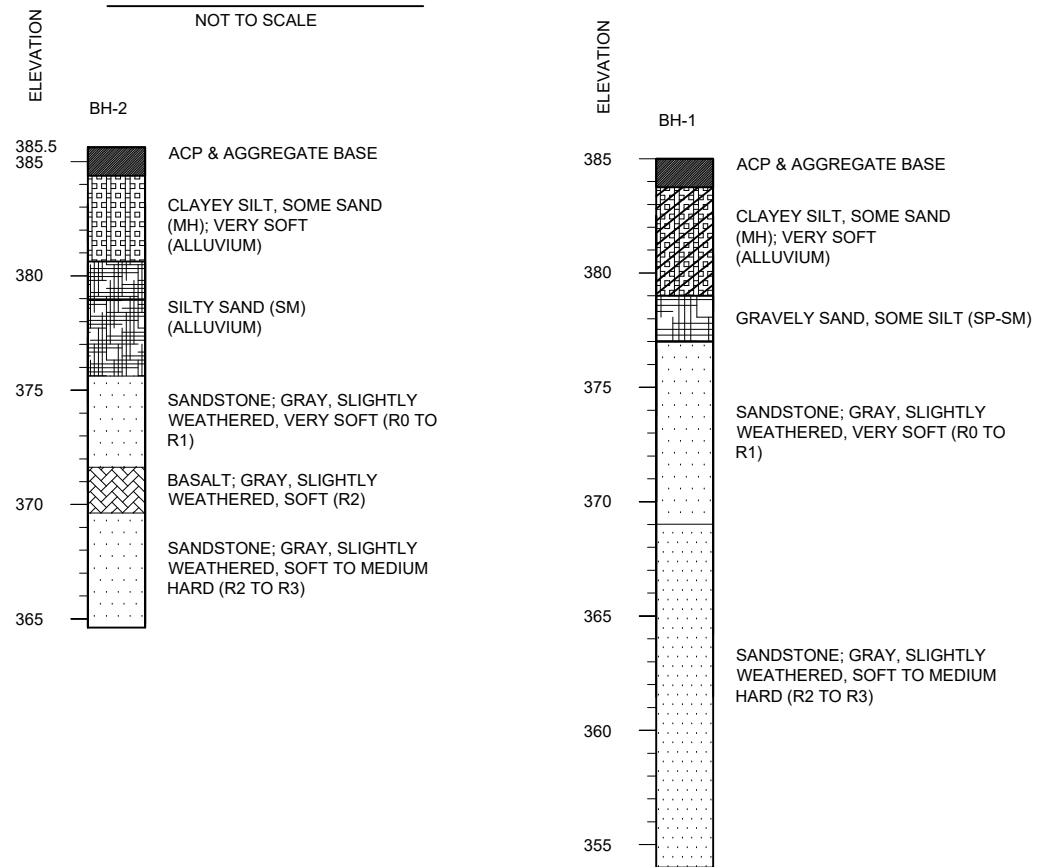 NOT TO SCALE
ELEVATION
BH-2
385.5
385
380
375
370
365
ACP & AGGREGATE BASE
CLAYEY SILT, SOME SAND
(MH); VERY SOFT
(ALLUVIUM)
SILTY SAND (SM)
(ALLUVIUM)
SANDSTONE; GRAY, SLIGHTLY
WEATHERED, VERY SOFT (R0 TO
R1)
BASALT; GRAY, SLIGHTLY
WEATHERED, SOFT (R2)
SANDSTONE; GRAY, SLIGHTLY
WEATHERED, SOFT TO MEDIUM
HARD (R2 TO R3)
ELEVATION
BH-1
385
380
375
370
365
360
355
ACP & AGGREGATE BASE
CLAYEY SILT, SOME SAND
(MH); VERY SOFT
(ALLUVIUM)
GRAVELY SAND, SOME SILT (SP-SM)
SANDSTONE; GRAY, SLIGHTLY
WEATHERED, VERY SOFT (R0 TO
R1)
SANDSTONE; GRAY, SLIGHTLY
WEATHERED, SOFT TO MEDIUM
HARD (R2 TO R3)